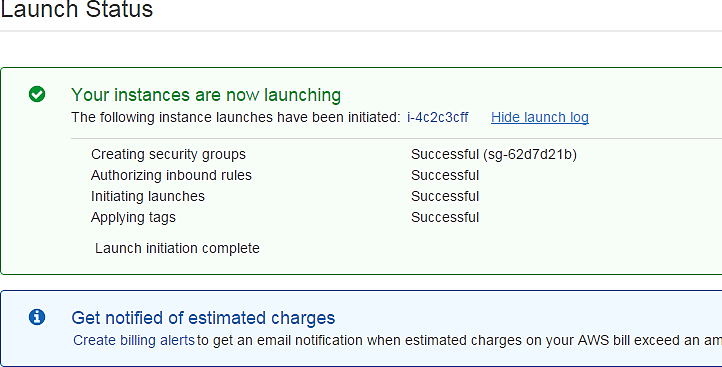 Launch Status
Your instances are now launching
The following instance launches have been initiated: i-4c2c3cff Hide launch log
Creating security groups Successful (sg-62d7d21b)
Authorizing inbound rules Successful
Initiating launches Successful
Applying tags Successful
Launch initiation complete
Get notified of estimated charges
Create billing alerts to get an email notification when estimated charges on your AWS bill exceed an am